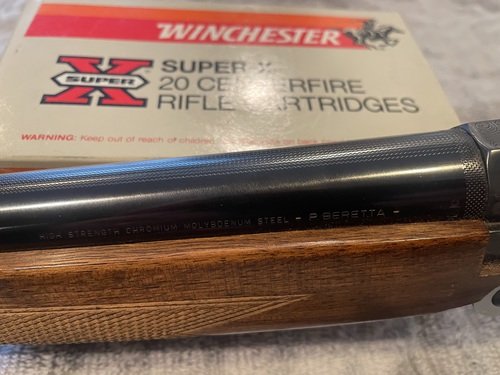 WINCHESTER
X
SUPER
SUPER-X
20 CENTERFIRE
RIFLE CARTRIDGES
WARNING: Keep out of reach of children
HIGH STRENGTH CHROMIUM MOLYBDENUM STEEL - P BERETTA -